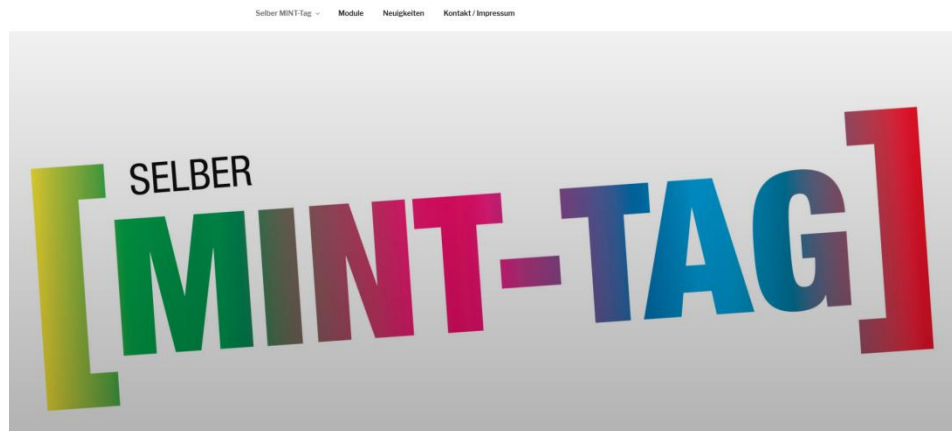 Selber MINT-Tag Module Neuigkeiten Kontakt / Impressum
SELBER
[MINT-TAG]